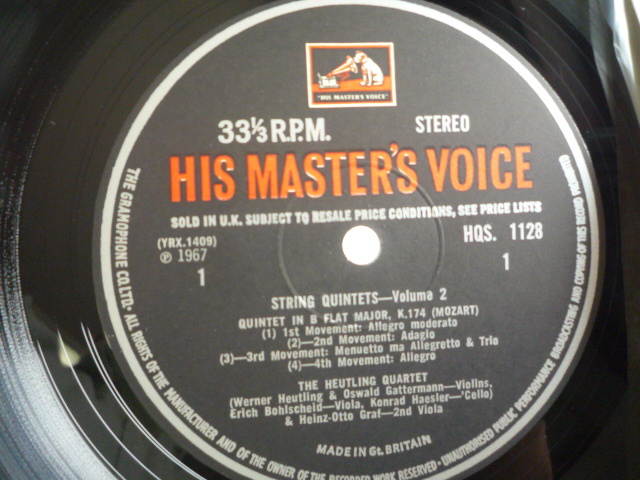 "HIS MASTER'S VOICE"
33⅓ R.P.M. STEREO
HIS MASTER'S VOICE
SOLD IN U.K. SUBJECT TO RESALE PRICE CONDITIONS, SEE PRICE LISTS
(YRX.1409) HQS. 1128
℗ 1967
1 1
STRING QUINTETS—Volume 2
QUINTET IN B FLAT MAJOR, K.174 (MOZART)
(1) 1st Movement: Allegro moderato
(2)—2nd Movement: Adagio
(3)—3rd Movement: Menuetto ma Allegretto & Trio
(4)—4th Movement: Allegro
THE HEUTLING QUARTET
(Werner Heutling & Oswald Gattermann—Violins,
Erich Bohlscheid—Viola, Konrad Haesler—'Cello)
& Heinz-Otto Graf—2nd Viola
MADE IN Gt. BRITAIN
THE GRAMOPHONE CO. LTD. • ALL RIGHTS OF THE MANUFACTURER AND OF THE OWNER OF THE RECORDED WORK RESERVED • UNAUTHORISED PUBLIC PERFORMANCE BROADCASTING AND COPYING OF THIS RECORD PROHIBITED